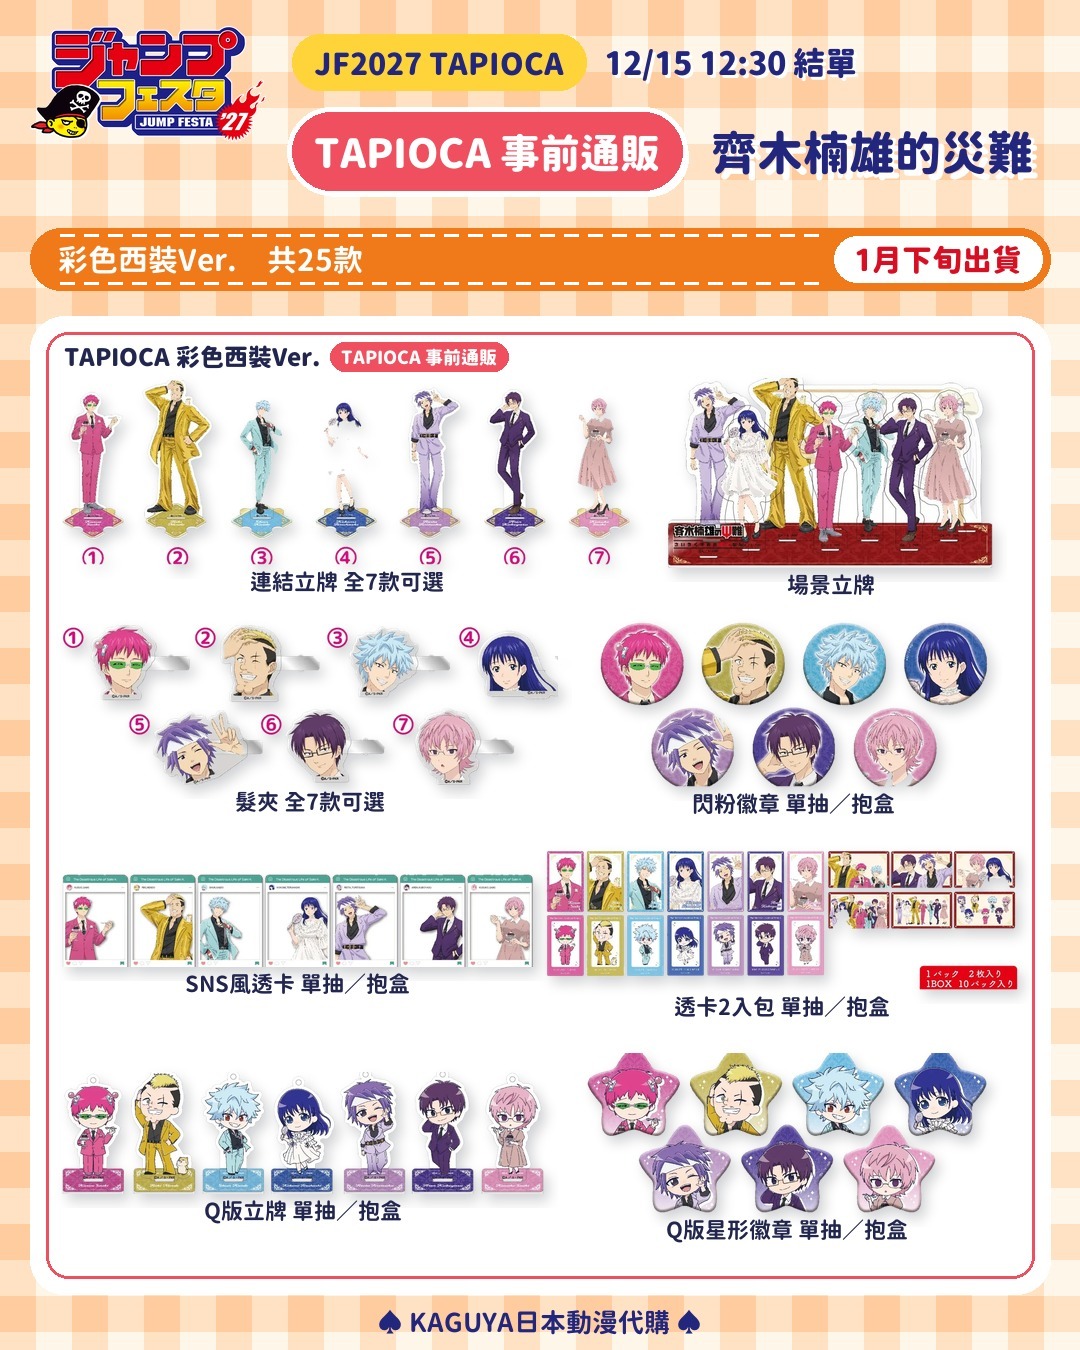 ジャンプ
フェスタ
JUMP FESTA '27
JF2027 TAPIOCA
12/15 12:30 結單
TAPIOCA 事前通販
齊木楠雄的災難
彩色西裝Ver.　共25款
1月下旬出貨
TAPIOCA 彩色西裝Ver.
TAPIOCA 事前通販
① ② ③ ④ ⑤ ⑥ ⑦
連結立牌 全7款可選
斉木楠雄のΨ難
場景立牌
① ② ③ ④
⑤ ⑥ ⑦
髮夾 全7款可選
閃粉徽章 單抽／抱盒
SNS風透卡 單抽／抱盒
1パック 2枚入り
1BOX 10パック入り
透卡2入包 單抽／抱盒
Q版立牌 單抽／抱盒
Q版星形徽章 單抽／抱盒
♠ KAGUYA日本動漫代購 ♠